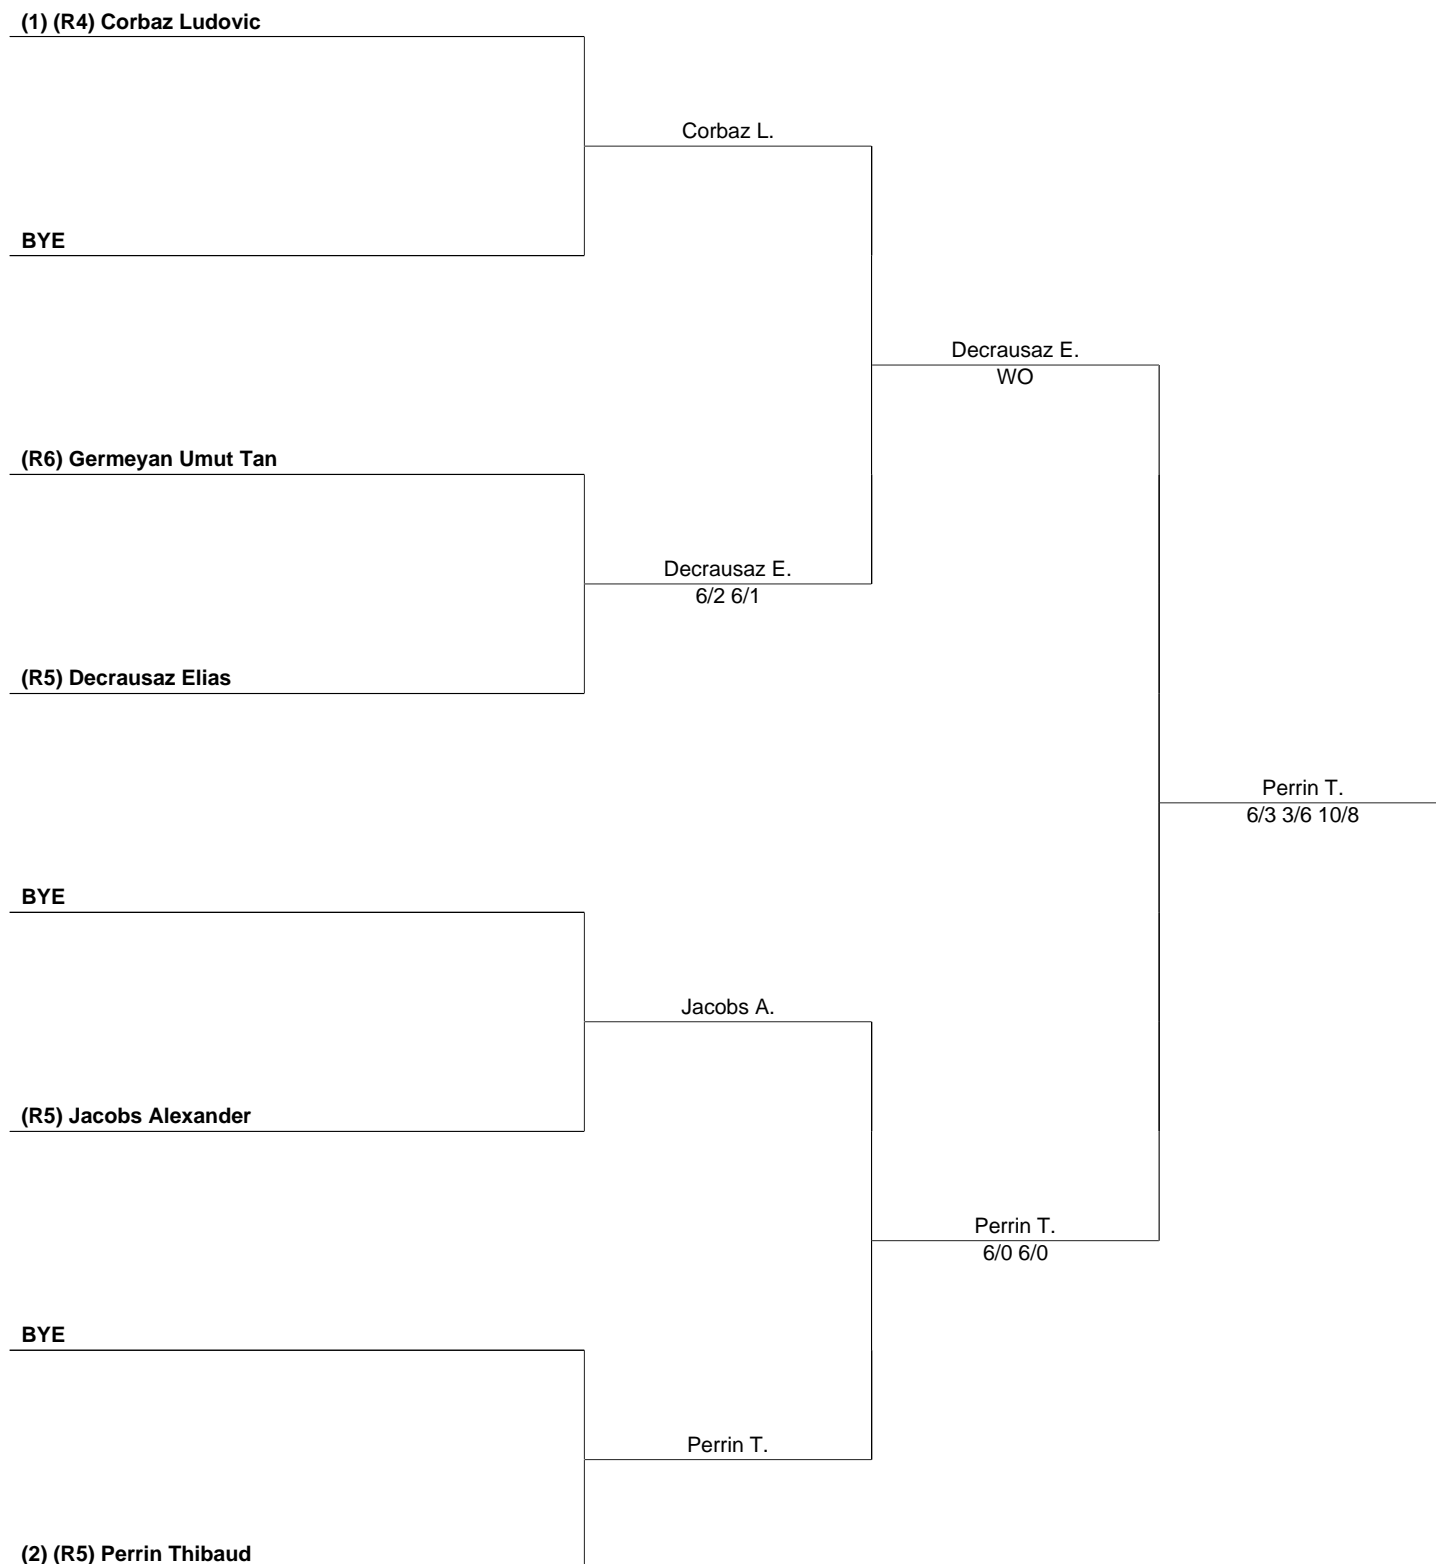 (1) (R4) Corbaz Ludovic
Corbaz L.
BYE
Decrausaz E.
WO
(R6) Germeyan Umut Tan
Decrausaz E.
6/2 6/1
(R5) Decrausaz Elias
Perrin T.
6/3 3/6 10/8
BYE
Jacobs A.
(R5) Jacobs Alexander
Perrin T.
6/0 6/0
BYE
Perrin T.
(2) (R5) Perrin Thibaud